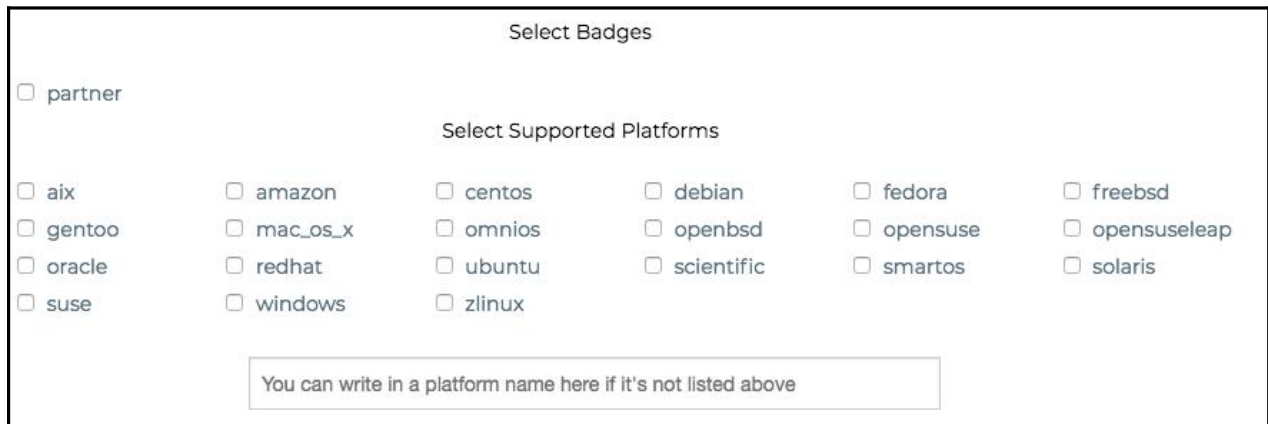 Select Badges
partner
Select Supported Platforms
aix amazon centos debian fedora freebsd
gentoo mac_os_x omnios openbsd opensuse opensuseleap
oracle redhat ubuntu scientific smartos solaris
suse windows zlinux
You can write in a platform name here if it's not listed above